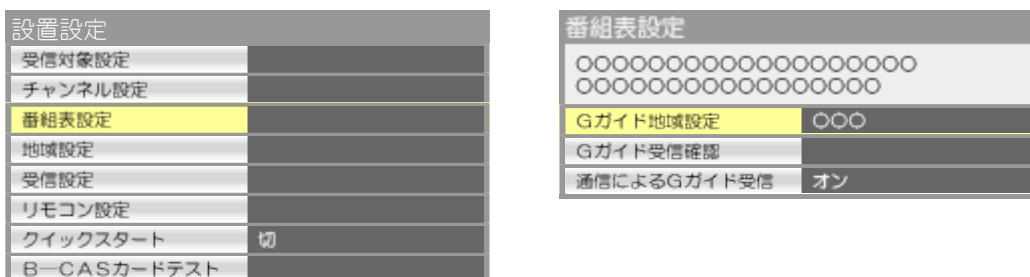 設置設定
受信対象設定
チャンネル設定
番組表設定
地域設定
受信設定
リモコン設定
クイックスタート 切
B-CASカードテスト
番組表設定
○○○○○○○○○○○○○○○○○○○
○○○○○○○○○○○○○○○○○
Gガイド地域設定 ○○○
Gガイド受信確認
通信によるGガイド受信 オン